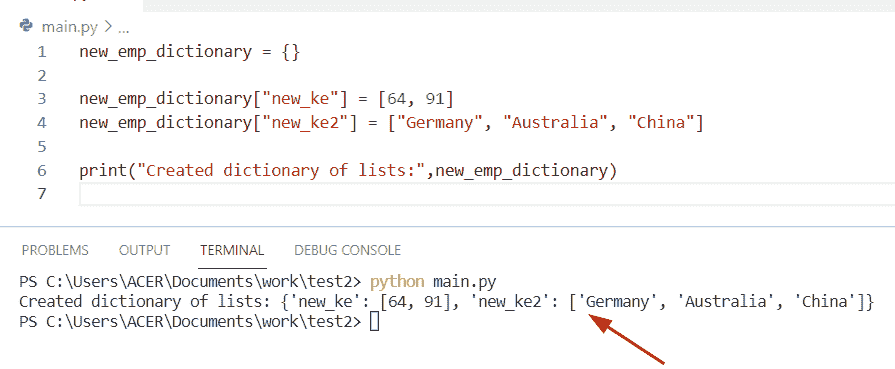 main.py > ...
1 new_emp_dictionary = {}
2
3 new_emp_dictionary["new_ke"] = [64, 91]
4 new_emp_dictionary["new_ke2"] = ["Germany", "Australia", "China"]
5
6 print("Created dictionary of lists:",new_emp_dictionary)
7
PROBLEMS OUTPUT TERMINAL DEBUG CONSOLE
PS C:\Users\ACER\Documents\work\test2> python main.py
Created dictionary of lists: {'new_ke': [64, 91], 'new_ke2': ['Germany', 'Australia', 'China']}
PS C:\Users\ACER\Documents\work\test2>